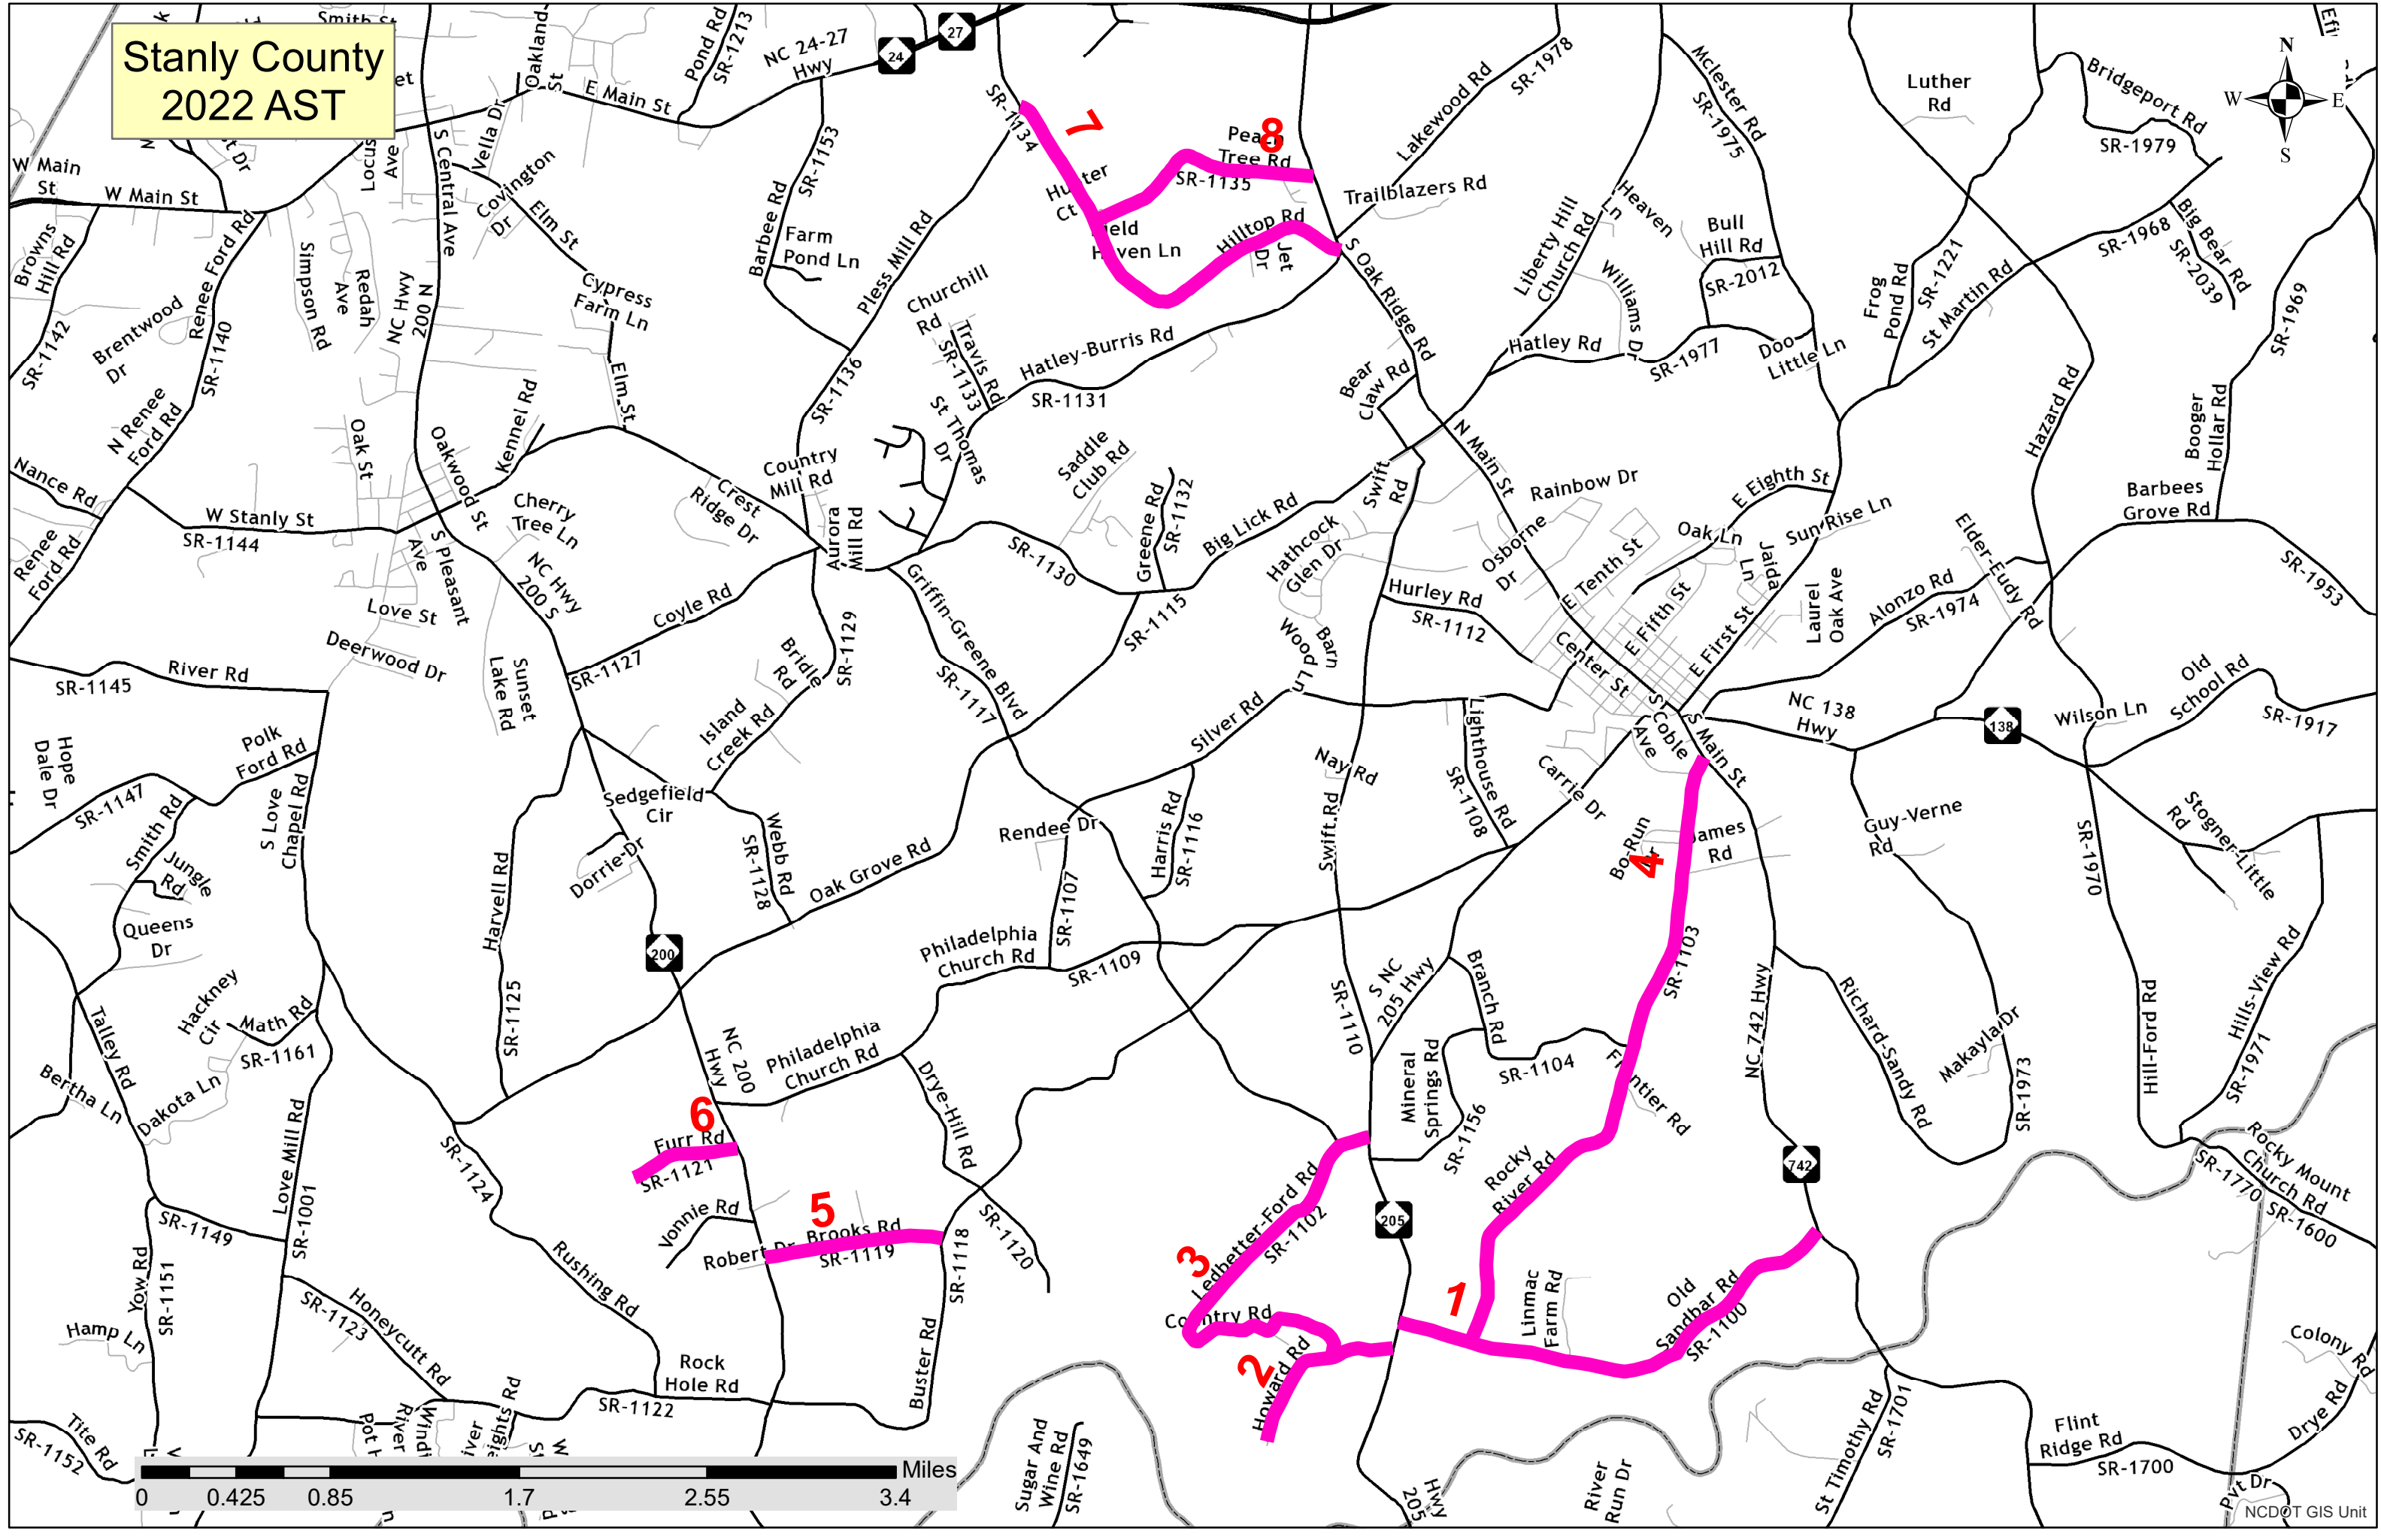 Stanly County
2022 AST
Smith St
Oakland
St
Pond Rd
SR-1213
NC 24-27
Hwy
24
27
E Main St
Vella Dr
Covington
Dr
S Central Ave
Locus
Ave
W Main
St
W Main St
Browns
Hill Rd
SR-1142
Renee Ford Rd
SR-1140
Brentwood
Dr
N Renee
Ford Rd
Simpson Rd
Redah
Ave
NC Hwy
200 N
Elm St
Cypress
Farm Ln
Elm St
Barbee Rd
SR-1153
Farm
Pond Ln
Pless Mill Rd
SR-1136
SR-1134
7
Hunter
Ct
8
Tree Rd
SR-1135
Hilltop Rd
Jet
Dr
Churchill
Rd
Travis Rd
SR-1133
Hatley-Burris Rd
SR-1131
St Thomas
Dr
Lakewood Rd
SR-1978
Trailblazers Rd
S Oak Ridge Rd
Mclester Rd
SR-1975
Liberty Hill
Church Rd
Heaven
Ln
Bull
Hill Rd
SR-2012
Williams Dr
Hatley Rd
SR-1977
Doo
Little Ln
Luther
Rd
Bridgeport Rd
SR-1979
N
W
E
S
SR-1968
Big Bear Rd
SR-2039
Frog
Pond Rd
SR-1221
St Martin Rd
SR-1969
Hazard Rd
Booger
Hollar Rd
Barbees
Grove Rd
SR-1953
Bear
Claw Rd
N Main St
Swift
Rd
Rainbow Dr
Osborne
Dr
E Eighth St
Oak Ln
Sun Rise Ln
Jaida
Ln
E Tenth St
E Fifth St
E First St
Laurel
Oak Ave
Alonzo Rd
SR-1974
Elder-Eudy Rd
Nance Rd
Renee
Ford Rd
W Stanly St
SR-1144
Oak St
Oakwood St
Kennel Rd
Cherry
Tree Ln
S Pleasant
Ave
NC Hwy
200 S
Love St
Deerwood Dr
Sunset
Lake Rd
Crest
Ridge Dr
Country
Mill Rd
Aurora
Mill Rd
Coyle Rd
SR-1127
SR-1129
Bridle
Rd
Island
Creek Rd
Griffin-Greene Blvd
SR-1117
Saddle
Club Rd
Greene Rd
SR-1132
SR-1130
SR-1115
Big Lick Rd
Hathcock
Glen Dr
Hurley Rd
SR-1112
Barn
Wood Ln
Center St
S Coble
Ave
S Main St
NC 138
Hwy
138
Wilson Ln
Old
School Rd
SR-1917
River Rd
SR-1145
Polk
Ford Rd
Hope
Dale Dr
SR-1147
Smith Rd
Jungle
Rd
Queens
Dr
S Love
Chapel Rd
Hackney
Cir
Math Rd
SR-1161
Talley Rd
Bertha Ln
Dakota Ln
Sedgefield
Cir
Dorrie-Dr
Webb Rd
SR-1128
Harvell Rd
SR-1125
200
Oak Grove Rd
Rendee Dr
SR-1107
Harris Rd
SR-1116
Silver Rd
Nay Rd
Swift Rd
SR-1110
Lighthouse Rd
SR-1108
Carrie Dr
Bo-Run
4
James
Rd
SR-1103
Guy-Verne
Rd
SR-1970
Stogner-Little
Rd
Philadelphia
Church Rd
SR-1109
S NC
205 Hwy
Branch Rd
Mineral
Springs Rd
SR-1104
SR-1156
NC 742 Hwy
Richard-Sandy Rd
Makayla Dr
SR-1973
Hill-Ford Rd
Hills-View Rd
SR-1971
Rocky Mount
Church Rd
SR-1770
SR-1600
NC 200
Hwy
Philadelphia
Church Rd
Drye-Hill Rd
SR-1120
6
Furr Rd
SR-1121
5
Vonnie Rd
Robert Dr
Brooks Rd
SR-1119
SR-1118
Buster Rd
Love Mill Rd
SR-1001
SR-1124
Rushing Rd
SR-1149
Yow Rd
SR-1151
Hamp Ln
SR-1123
Honeycutt Rd
Rock
Hole Rd
SR-1122
Tite Rd
SR-1152
3
Ledbetter-Ford Rd
SR-1102
Country Rd
2
Howard Rd
205
1
Rocky
River Rd
Linmac
Farm Rd
Old
Sandbar Rd
SR-1100
742
Sugar And
Wine Rd
SR-1649
Hwy
205
River
Run Dr
St Timothy Rd
SR-1701
Flint
Ridge Rd
SR-1700
Drye Rd
Colony Rd
Pvt Dr
NCDOT GIS Unit
0 0.425 0.85 1.7 2.55 3.4
Miles